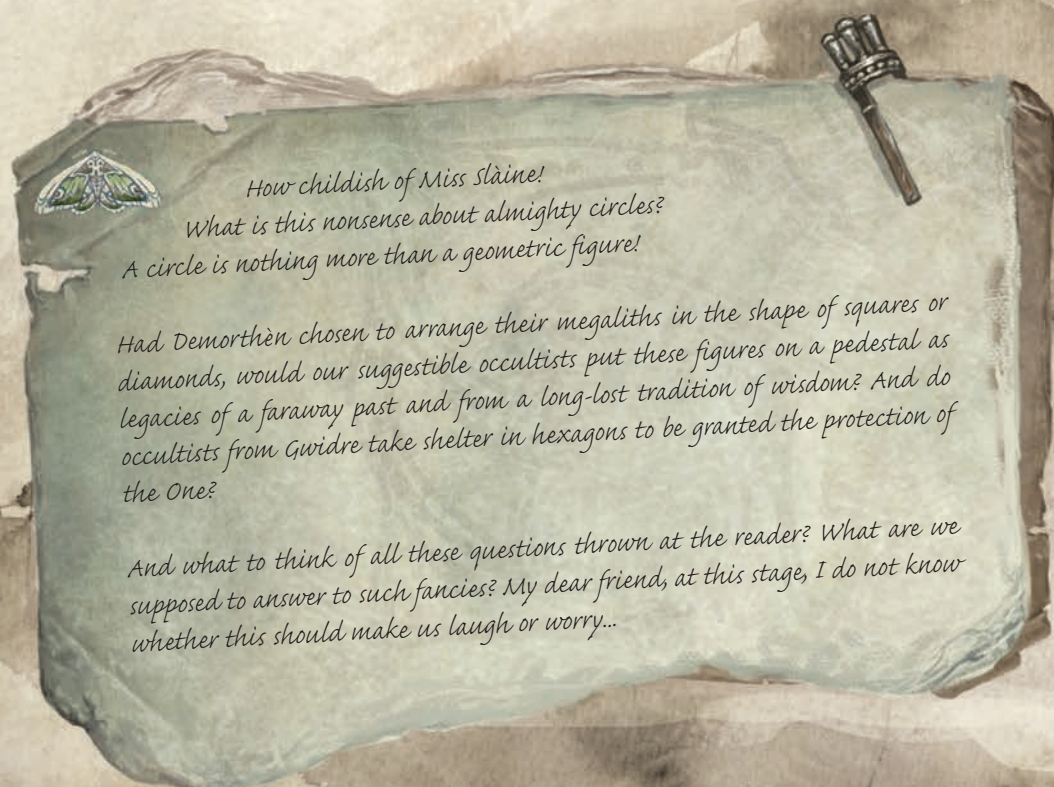 How childish of Miss Slàine!
What is this nonsense about almighty circles?
A circle is nothing more than a geometric figure!
Had Demorthèn chosen to arrange their megaliths in the shape of squares or
diamonds, would our suggestible occultists put these figures on a pedestal as
legacies of a faraway past and from a long-lost tradition of wisdom? And do
occultists from Gwidre take shelter in hexagons to be granted the protection of
the One?
And what to think of all these questions thrown at the reader? What are we
supposed to answer to such fancies? My dear friend, at this stage, I do not know
whether this should make us laugh or worry...